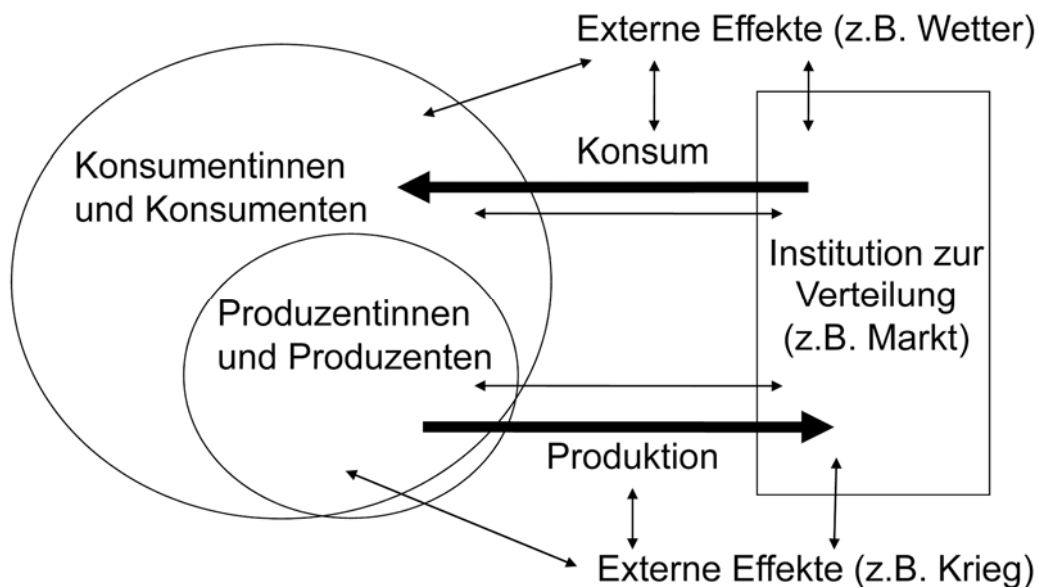 Externe Effekte (z.B. Wetter)
Konsum
Konsumentinnen
und Konsumenten
Institution zur
Verteilung
(z.B. Markt)
Produzentinnen
und Produzenten
Produktion
Externe Effekte (z.B. Krieg)